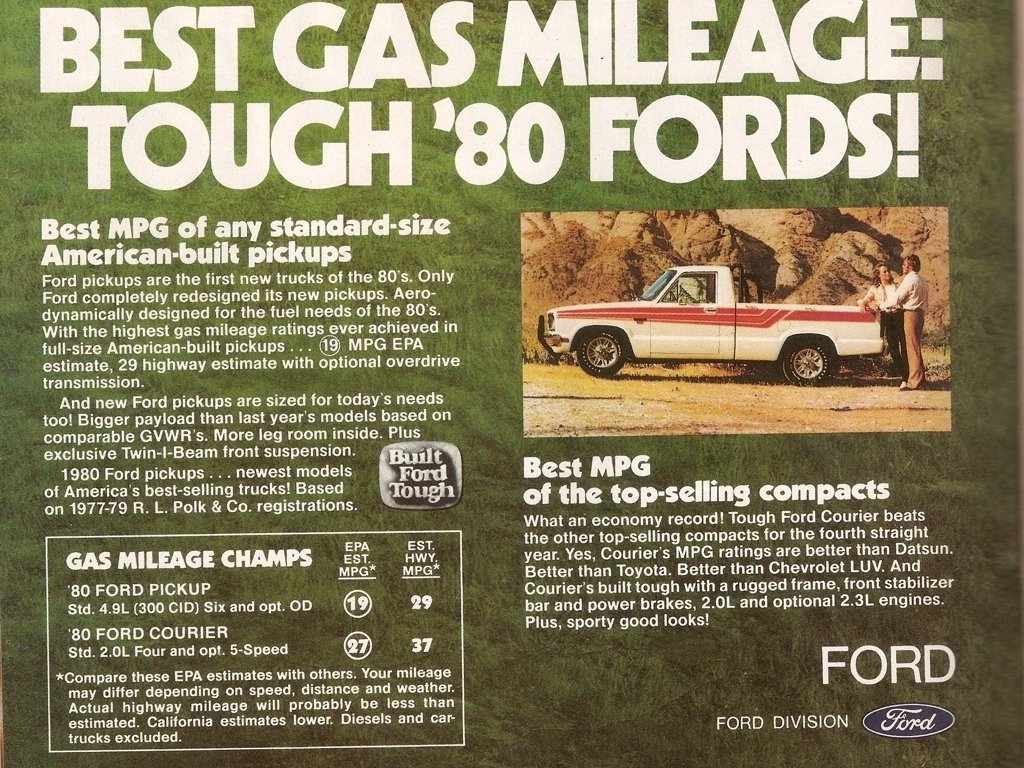 BEST GAS MILEAGE:
TOUGH '80 FORDS!
Best MPG of any standard-size
American-built pickups
Ford pickups are the first new trucks of the 80's. Only
Ford completely redesigned its new pickups. Aero-
dynamically designed for the fuel needs of the 80's.
With the highest gas mileage ratings ever achieved in
full-size American-built pickups . . . 19 MPG EPA
estimate, 29 highway estimate with optional overdrive
transmission.
And new Ford pickups are sized for today's needs
too! Bigger payload than last year's models based on
comparable GVWR's. More leg room inside. Plus
exclusive Twin-I-Beam front suspension.
1980 Ford pickups . . . newest models
of America's best-selling trucks! Based
on 1977-79 R. L. Polk & Co. registrations.
Built
Ford
Tough
GAS MILEAGE CHAMPS
EPA
EST.
MPG*
EST.
HWY.
MPG*
'80 FORD PICKUP
Std. 4.9L (300 CID) Six and opt. OD
19
29
'80 FORD COURIER
Std. 2.0L Four and opt. 5-Speed
27
37
*Compare these EPA estimates with others. Your mileage
may differ depending on speed, distance and weather.
Actual highway mileage will probably be less than
estimated. California estimates lower. Diesels and car-
trucks excluded.
Best MPG
of the top-selling compacts
What an economy record! Tough Ford Courier beats
the other top-selling compacts for the fourth straight
year. Yes, Courier's MPG ratings are better than Datsun.
Better than Toyota. Better than Chevrolet LUV. And
Courier's built tough with a rugged frame, front stabilizer
bar and power brakes, 2.0L and optional 2.3L engines.
Plus, sporty good looks!
FORD
FORD DIVISION
Ford